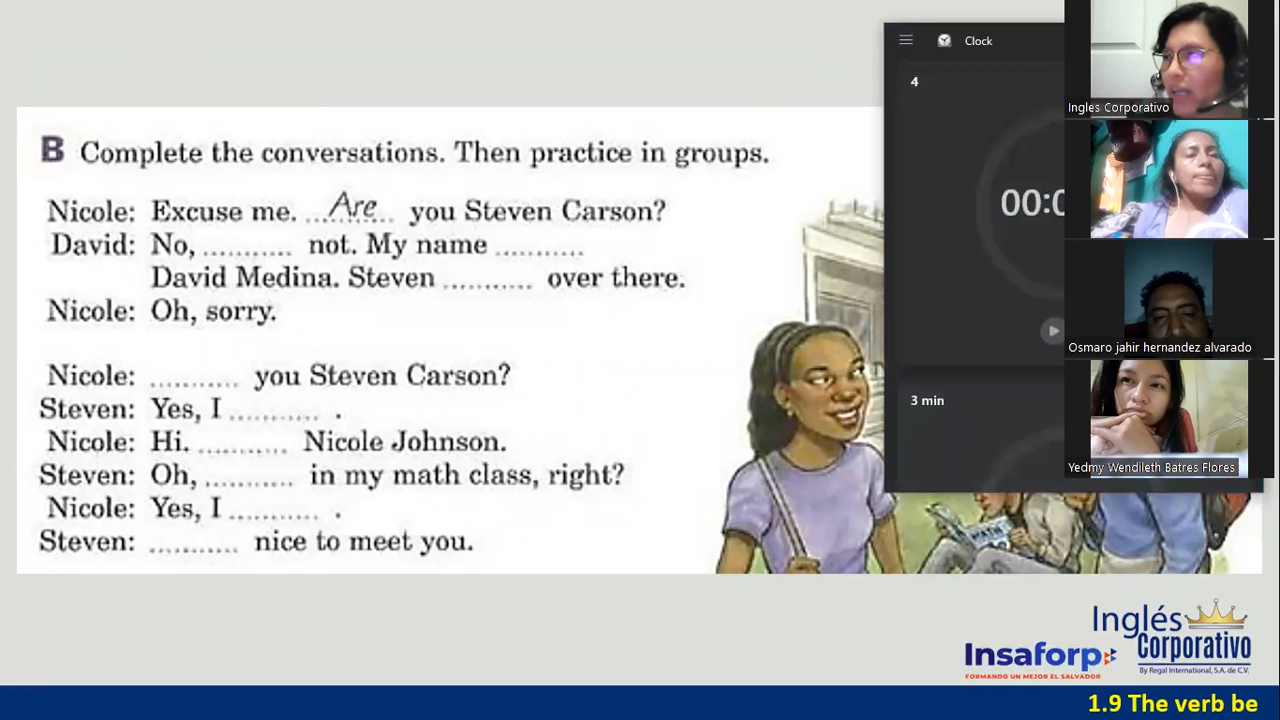 B Complete the conversations. Then practice in groups.
Nicole: Excuse me. ...Are... you Steven Carson?
David: No, ........... not. My name ...........
David Medina. Steven ........... over there.
Nicole: Oh, sorry.
Nicole: ........... you Steven Carson?
Steven: Yes, I ........... .
Nicole: Hi. ........... Nicole Johnson.
Steven: Oh, ........... in my math class, right?
Nicole: Yes, I ........... .
Steven: ........... nice to meet you.
Clock
4
00:0
3 min
Ingles Corporativo
Osmaro jahir hernandez alvarado
Yedmy Wendileth Batres Flores
MATH
Insaforp
FORMANDO UN MEJOR EL SALVADOR
Inglés
Corporativo
By Regal International, S.A. de C.V.
1.9 The verb be